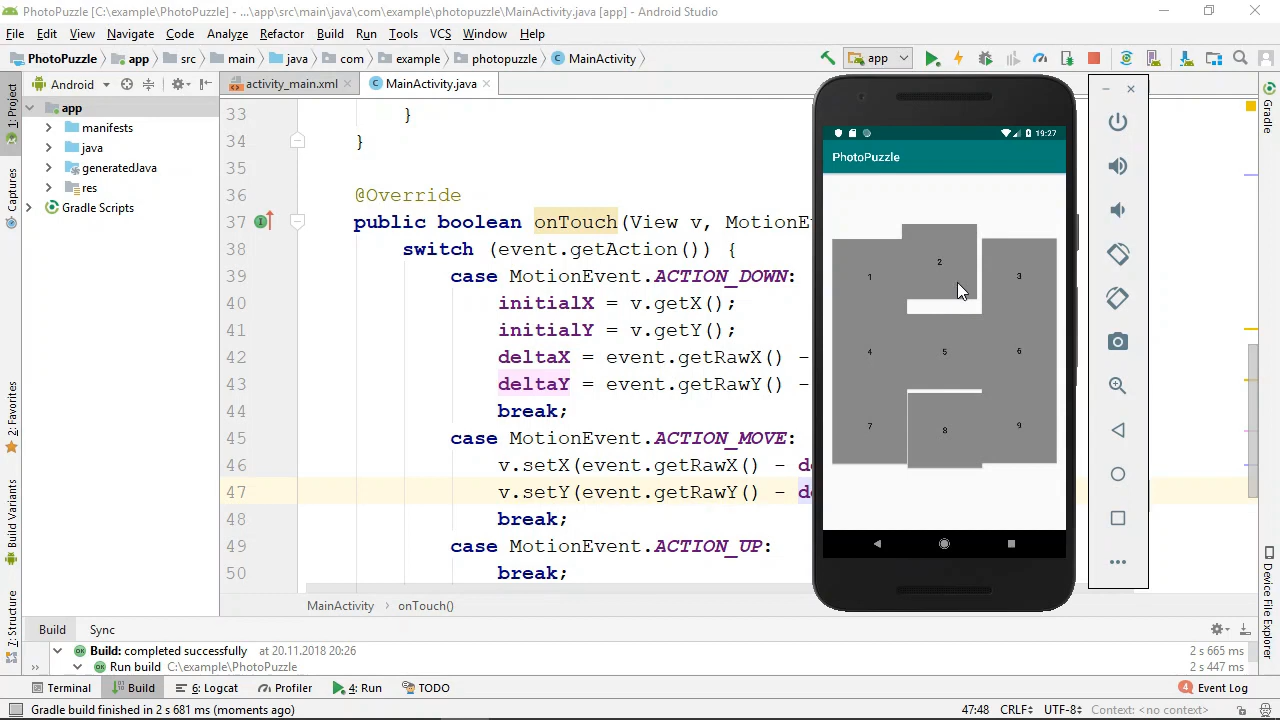 PhotoPuzzle [C:\example\PhotoPuzzle] - ...\app\src\main\java\com\example\photopuzzle\MainActivity.java [app] - Android Studio
File Edit View Navigate Code Analyze Refactor Build Run Tools VCS Window Help
PhotoPuzzle app src main java com example photopuzzle MainActivity app
Android activity_main.xml MainActivity.java
1: Project
Captures
2: Favorites
Build Variants
Z: Structure
app
manifests
java
generatedJava
res
Gradle Scripts
33 }
34 }
35
36 @Override
37 public boolean onTouch(View v, MotionE
38 switch (event.getAction()) {
39 case MotionEvent.ACTION_DOWN:
40 initialX = v.getX();
41 initialY = v.getY();
42 deltaX = event.getRawX() -
43 deltaY = event.getRawY() -
44 break;
45 case MotionEvent.ACTION_MOVE:
46 v.setX(event.getRawX() - de
47 v.setY(event.getRawY() - de
48 break;
49 case MotionEvent.ACTION_UP:
50 break;
MainActivity onTouch()
19:27
PhotoPuzzle
1 2 3
4 5 6
7 8 9
Gradle
Device File Explorer
Build Sync
Build: completed successfully at 20.11.2018 20:26 2 s 665 ms
Run build C:\example\PhotoPuzzle 2 s 447 ms
Terminal Build 6: Logcat Profiler 4: Run TODO 4 Event Log
Gradle build finished in 2 s 681 ms (moments ago) 47:48 CRLF UTF-8 Context: <no context>